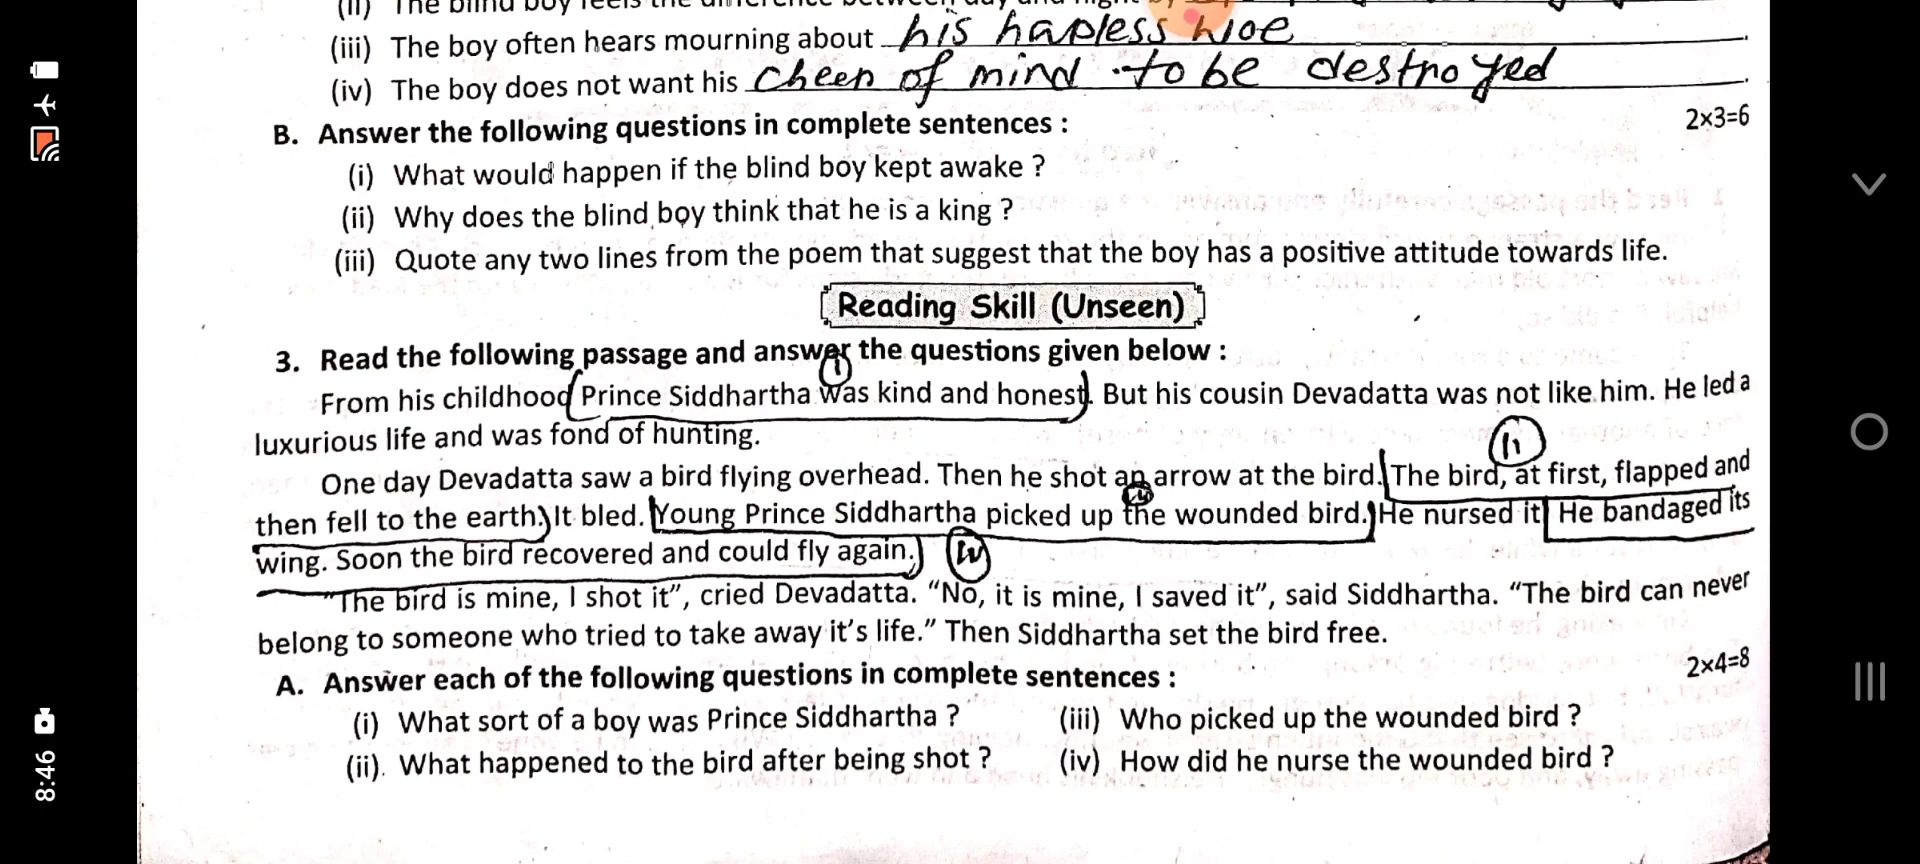 (iii) The boy often hears mourning about his hapless woe.
(iv) The boy does not want his cheer of mind to be destroyed.
B. Answer the following questions in complete sentences : 2x3=6
(i) What would happen if the blind boy kept awake ?
(ii) Why does the blind boy think that he is a king ?
(iii) Quote any two lines from the poem that suggest that the boy has a positive attitude towards life.
Reading Skill (Unseen)
3. Read the following passage and answer the questions given below :
(i)
From his childhood (Prince Siddhartha was kind and honest). But his cousin Devadatta was not like him. He led a
luxurious life and was fond of hunting.
(ii)
One day Devadatta saw a bird flying overhead. Then he shot an arrow at the bird. (The bird, at first, flapped and
then fell to the earth.) It bled. (Young Prince Siddhartha picked up the wounded bird.) He nursed it. He bandaged its
wing. Soon the bird recovered and could fly again.) (iv)
"The bird is mine, I shot it", cried Devadatta. "No, it is mine, I saved it", said Siddhartha. "The bird can never
belong to someone who tried to take away it's life." Then Siddhartha set the bird free.
A. Answer each of the following questions in complete sentences : 2x4=8
(i) What sort of a boy was Prince Siddhartha ? (iii) Who picked up the wounded bird ?
(ii). What happened to the bird after being shot ? (iv) How did he nurse the wounded bird ?
8:46